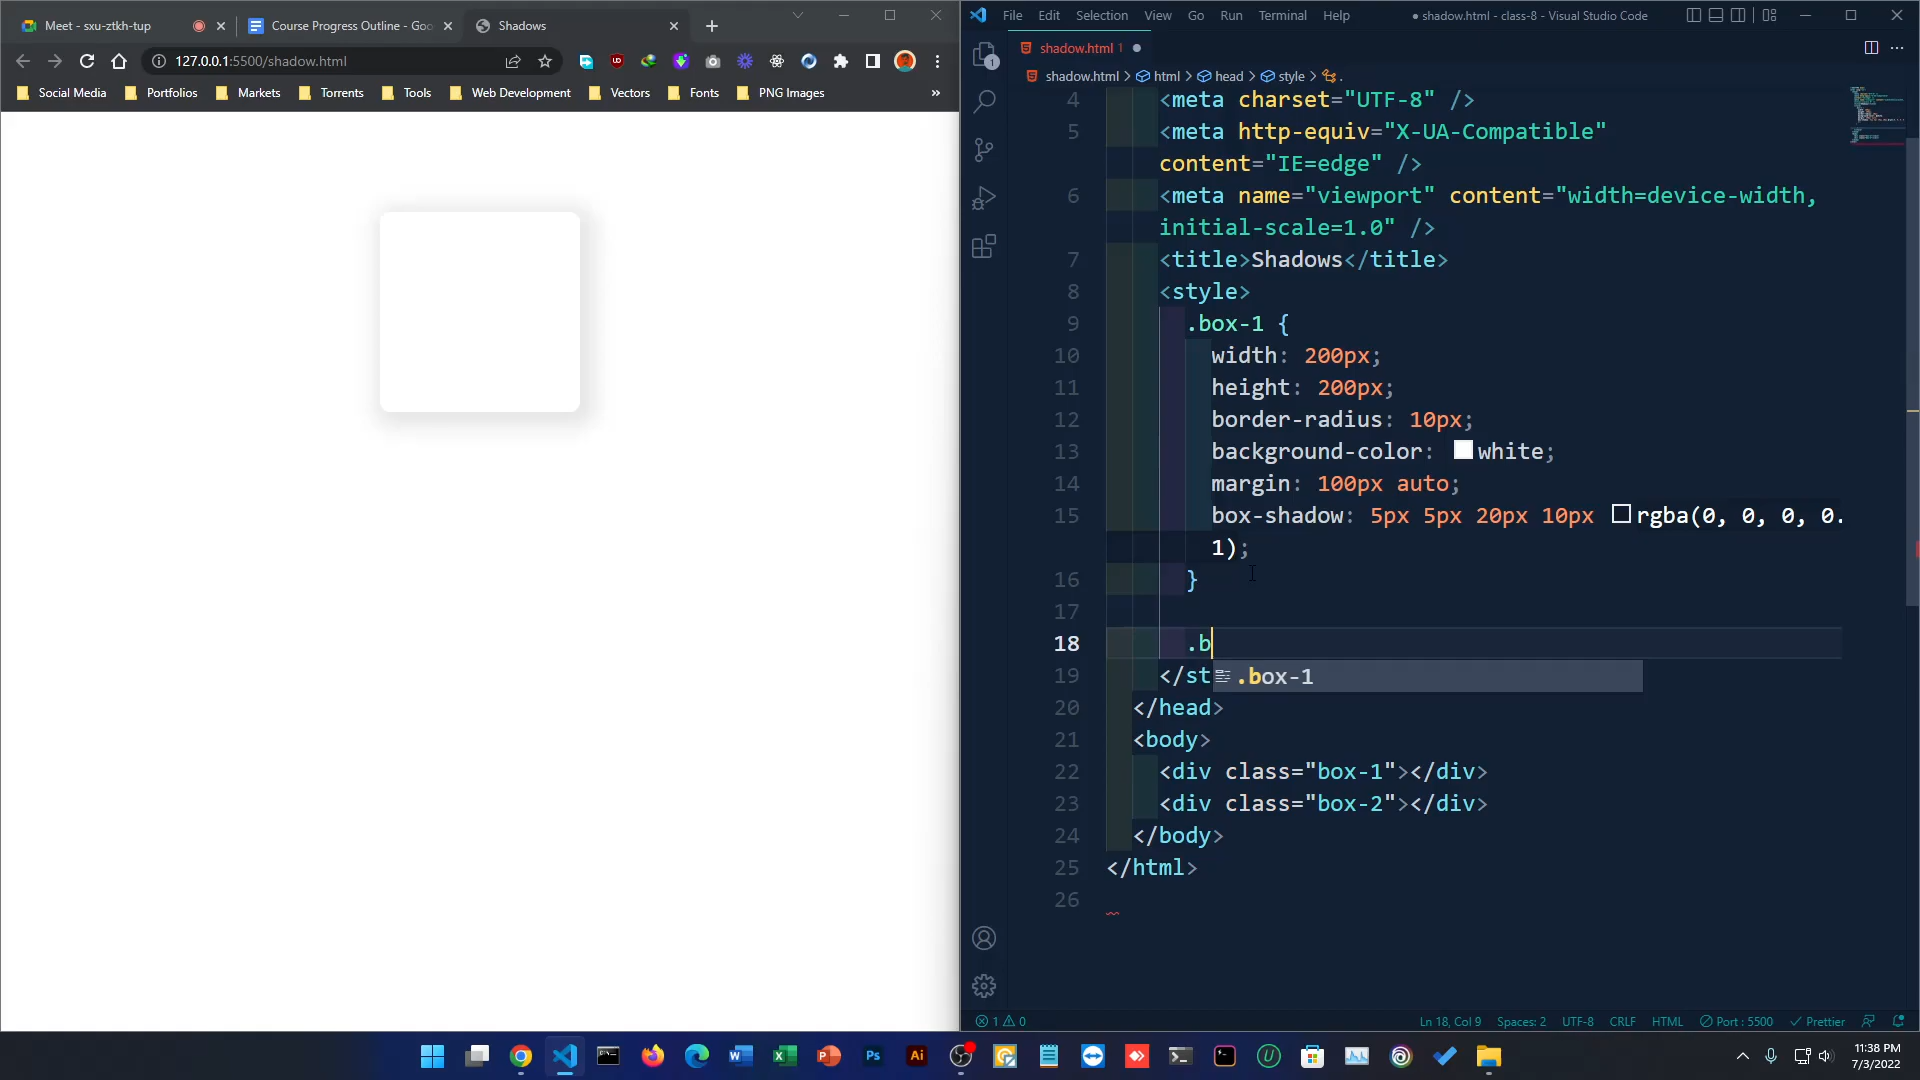 Meet - sxu-ztkh-tup
Course Progress Outline - Goo
Shadows
127.0.0.1:5500/shadow.html
Social Media
Portfolios
Markets
Torrents
Tools
Web Development
Vectors
Fonts
PNG Images
»
File Edit Selection View Go Run Terminal Help
● shadow.html - class-8 - Visual Studio Code
shadow.html 1 ●
shadow.html > html > head > style > .
4 <meta charset="UTF-8" />
5 <meta http-equiv="X-UA-Compatible"
content="IE=edge" />
6 <meta name="viewport" content="width=device-width,
initial-scale=1.0" />
7 <title>Shadows</title>
8 <style>
9 .box-1 {
10 width: 200px;
11 height: 200px;
12 border-radius: 10px;
13 background-color: white;
14 margin: 100px auto;
15 box-shadow: 5px 5px 20px 10px rgba(0, 0, 0, 0.
1);
16 }
17
18 .b
19 </st
.box-1
20 </head>
21 <body>
22 <div class="box-1"></div>
23 <div class="box-2"></div>
24 </body>
25 </html>
26
1 0
Ln 18, Col 9
Spaces: 2
UTF-8
CRLF
HTML
Port : 5500
Prettier
11:38 PM
7/3/2022